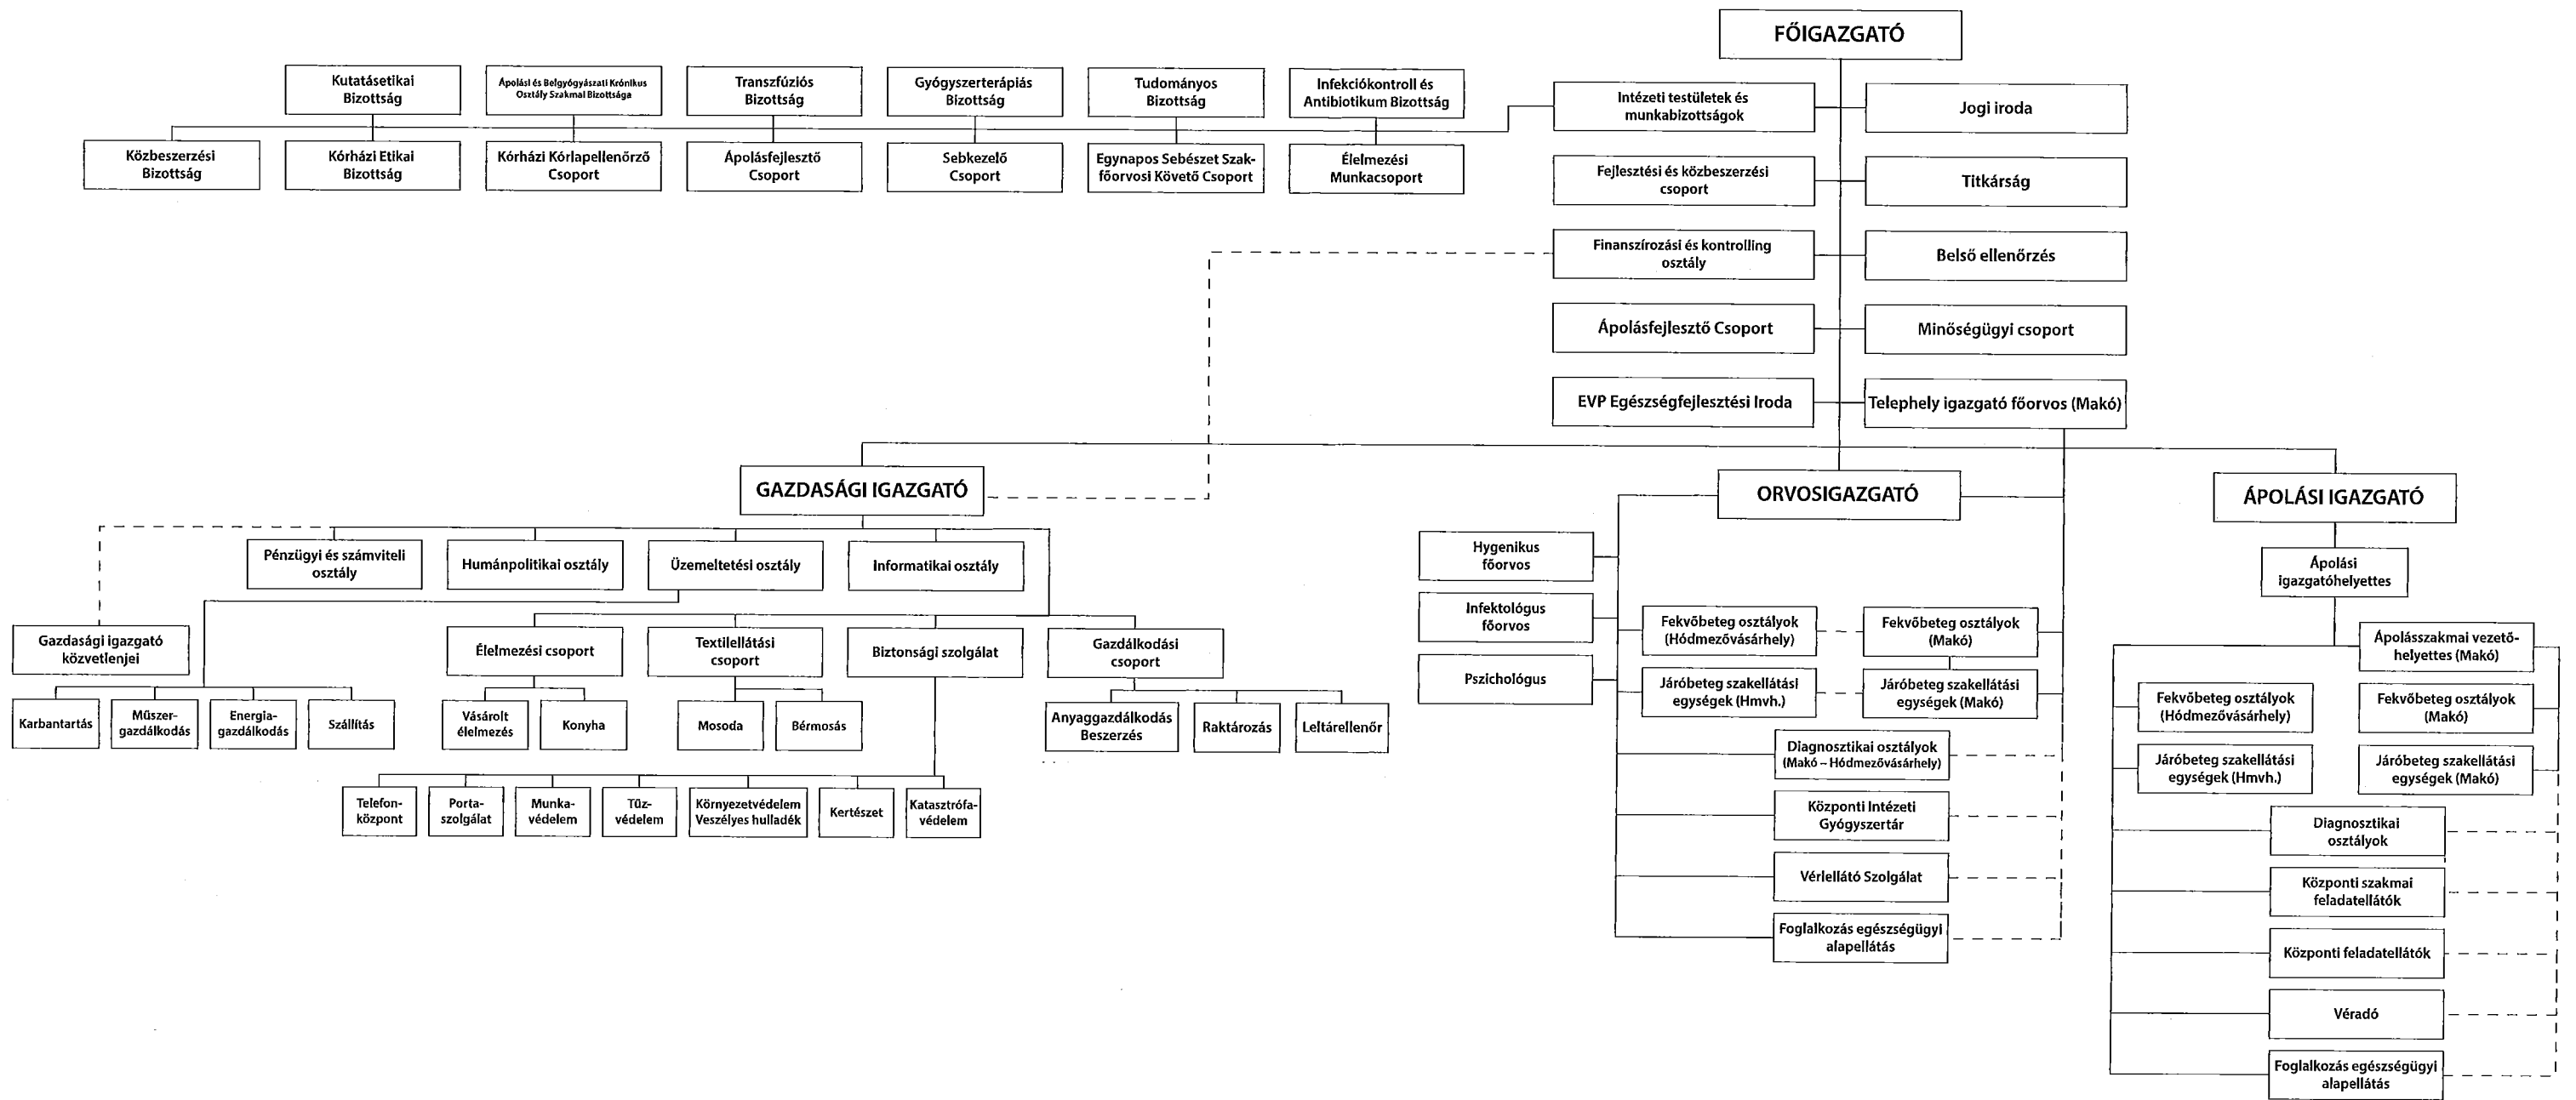 FŐIGAZGATÓ
Kutatásetikai
Bizottság
Ápolási és Belgyógyászati Krónikus
Osztály Szakmai Bizottsága
Transzfúziós
Bizottság
Gyógyszerterápiás
Bizottság
Tudományos
Bizottság
Infekciókontroll és
Antibiotikum Bizottság
Intézeti testületek és
munkabizottságok
Jogi iroda
Közbeszerzési
Bizottság
Kórházi Etikai
Bizottság
Kórházi Kórlapellenőrző
Csoport
Ápolásfejlesztő
Csoport
Sebkezelő
Csoport
Egynapos Sebészet Szak-
főorvosi Követő Csoport
Élelmezési
Munkacsoport
Fejlesztési és közbeszerzési
csoport
Titkárság
Finanszírozási és kontrolling
osztály
Belső ellenőrzés
Ápolásfejlesztő Csoport
Minőségügyi csoport
EVP Egészségfejlesztési Iroda
Telephely igazgató főorvos (Makó)
GAZDASÁGI IGAZGATÓ
ORVOSIGAZGATÓ
ÁPOLÁSI IGAZGATÓ
Pénzügyi és számviteli
osztály
Humánpolitikai osztály
Üzemeltetési osztály
Informatikai osztály
Gazdasági igazgató
közvetlenjei
Élelmezési csoport
Textilellátási
csoport
Biztonsági szolgálat
Gazdálkodási
csoport
Karbantartás
Műszer-
gazdálkodás
Energia-
gazdálkodás
Szállítás
Vásárolt
élelmezés
Konyha
Mosoda
Bérmosás
Anyaggazdálkodás
Beszerzés
Raktározás
Leltárellenőr
Telefon-
központ
Porta-
szolgálat
Munka-
védelem
Tűz-
védelem
Környezetvédelem
Veszélyes hulladék
Kertészet
Katasztrófa-
védelem
Hygenikus
főorvos
Infektológus
főorvos
Pszichológus
Fekvőbeteg osztályok
(Hódmezővásárhely)
Fekvőbeteg osztályok
(Makó)
Járóbeteg szakellátási
egységek (Hmvh.)
Járóbeteg szakellátási
egységek (Makó)
Diagnosztikai osztályok
(Makó – Hódmezővásárhely)
Központi Intézeti
Gyógyszertár
Vérlellátó Szolgálat
Foglalkozás egészségügyi
alapellátás
Ápolási
igazgatóhelyettes
Ápolásszakmai vezető-
helyettes (Makó)
Fekvőbeteg osztályok
(Hódmezővásárhely)
Fekvőbeteg osztályok
(Makó)
Járóbeteg szakellátási
egységek (Hmvh.)
Járóbeteg szakellátási
egységek (Makó)
Diagnosztikai
osztályok
Központi szakmai
feladatellátók
Központi feladatellátók
Véradó
Foglalkozás egészségügyi
alapellátás